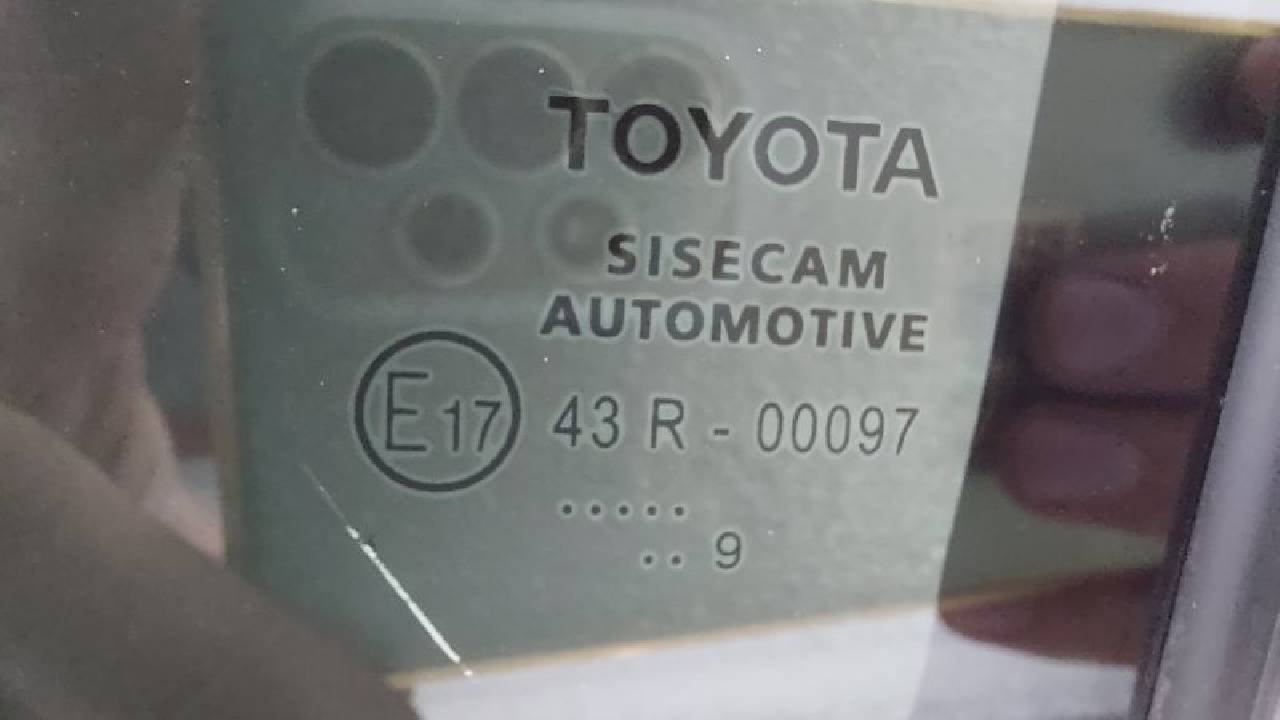 TOYOTA
SISECAM
AUTOMOTIVE
E17 43 R - 00097
.....
.. 9